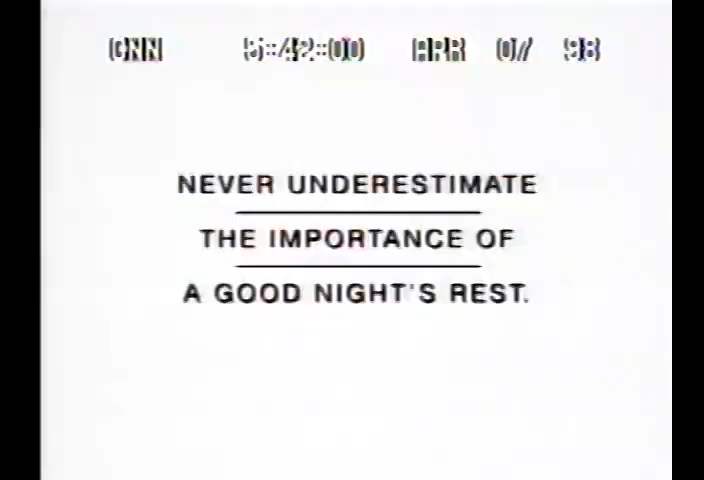 CNN 5:42:00 APR 07 98
NEVER UNDERESTIMATE
THE IMPORTANCE OF
A GOOD NIGHT'S REST.